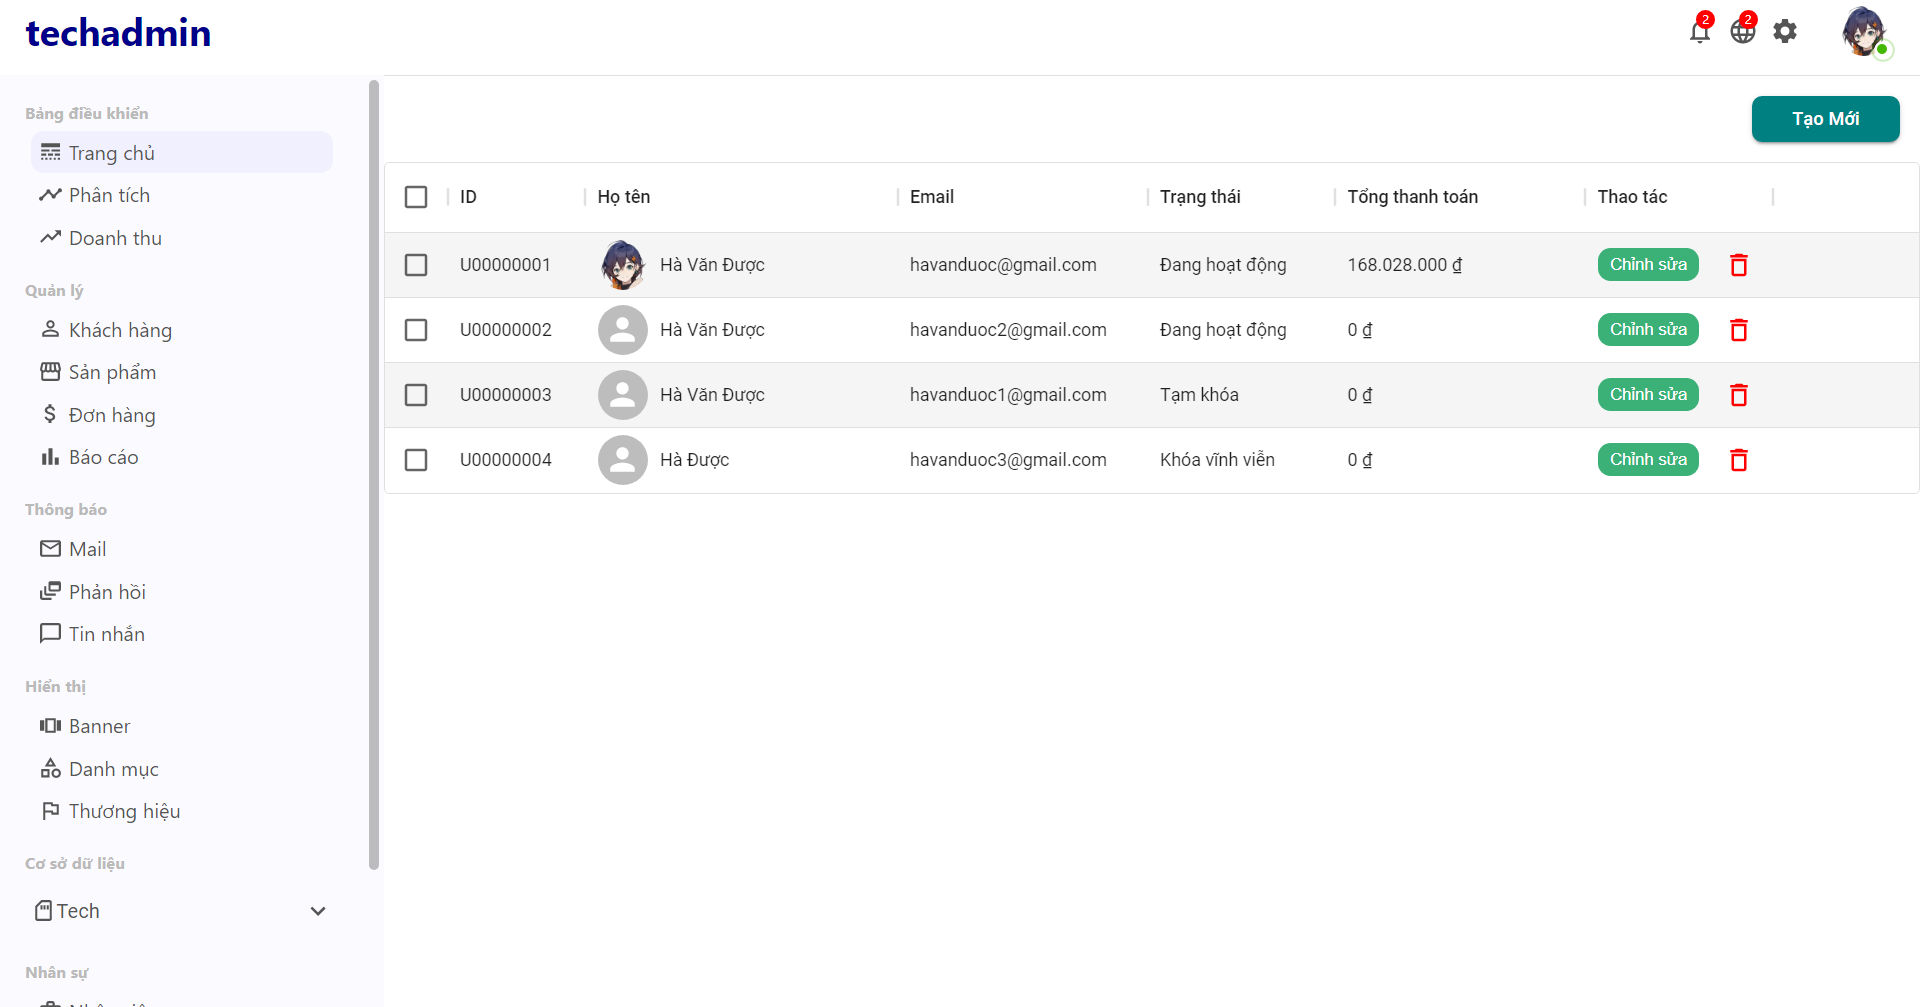 techadmin
2
2
Bảng điều khiển
Trang chủ
Phân tích
Doanh thu
Quản lý
Khách hàng
Sản phẩm
Đơn hàng
Báo cáo
Thông báo
Mail
Phản hồi
Tin nhắn
Hiển thị
Banner
Danh mục
Thương hiệu
Cơ sở dữ liệu
Tech
Nhân sự
Tạo Mới
ID Họ tên Email Trạng thái Tổng thanh toán Thao tác
U00000001 Hà Văn Được havanduoc@gmail.com Đang hoạt động 168.028.000 ₫ Chỉnh sửa
U00000002 Hà Văn Được havanduoc2@gmail.com Đang hoạt động 0 ₫ Chỉnh sửa
U00000003 Hà Văn Được havanduoc1@gmail.com Tạm khóa 0 ₫ Chỉnh sửa
U00000004 Hà Được havanduoc3@gmail.com Khóa vĩnh viễn 0 ₫ Chỉnh sửa